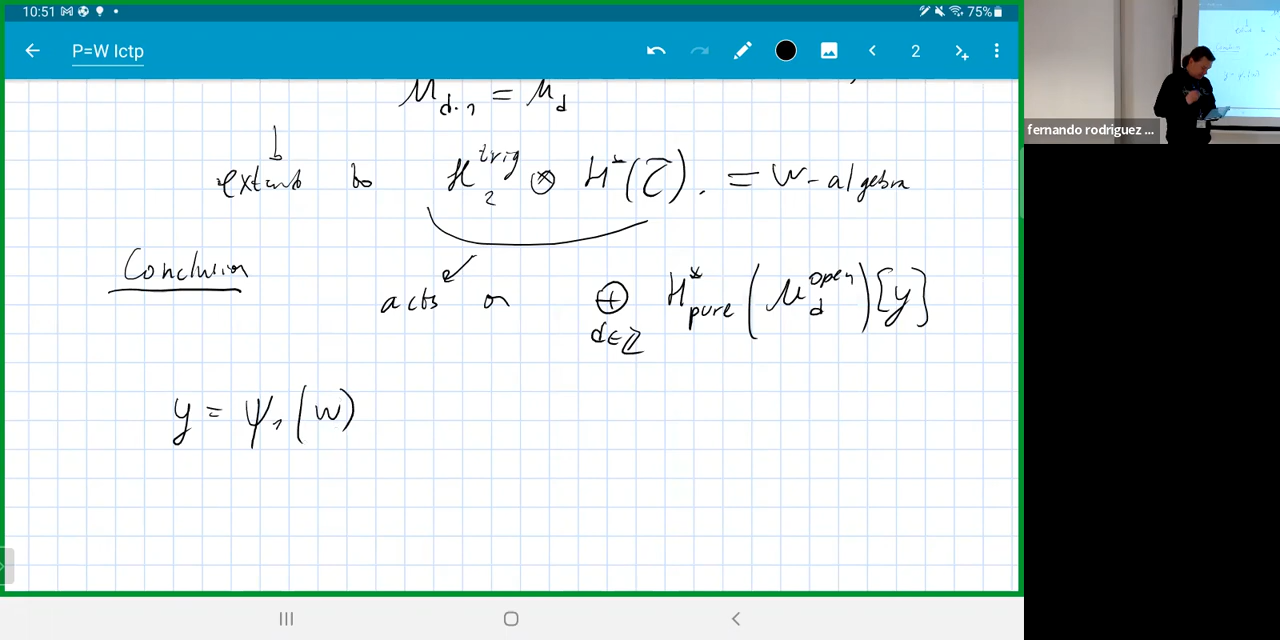 10:51 75%
P=W Ictp 2
M_{d·1} = M_d
extends to H_2^{trig} ⊗ H^*(C). = W-algebra
Conclusion
acts on ⊕_{d∈ℤ} H^*_{pure}(M_d^{open})[y]
y = ψ_1(w)
fernando rodriguez ...